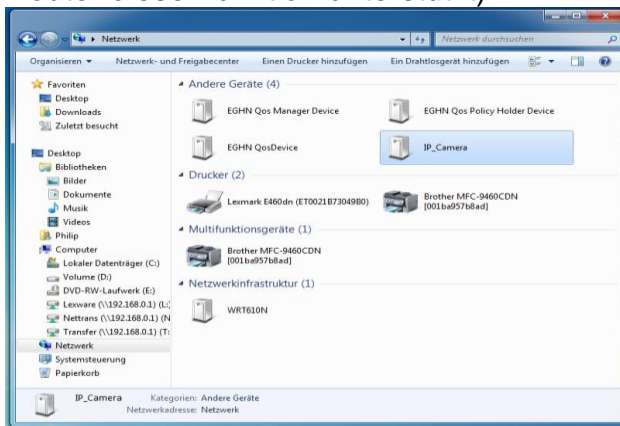 Netzwerk
Netzwerk durchsuchen
Organisieren Netzwerk- und Freigabecenter Einen Drucker hinzufügen Ein Drahtlosgerät hinzufügen
Favoriten
Desktop
Downloads
Zuletzt besucht
Desktop
Bibliotheken
Bilder
Dokumente
Musik
Videos
Philip
Computer
Lokaler Datenträger (C:)
Volume (D:)
DVD-RW-Laufwerk (E:)
Lexware (\\192.168.0.1) (L:
Nettrans (\\192.168.0.1) (N
Transfer (\\192.168.0.1) (T:
Netzwerk
Systemsteuerung
Papierkorb
Andere Geräte (4)
EGHN Qos Manager Device
EGHN Qos Policy Holder Device
EGHN QosDevice
IP_Camera
Drucker (2)
Lexmark E460dn (ET0021B73049B0)
Brother MFC-9460CDN
[001ba957b8ad]
Multifunktionsgeräte (1)
Brother MFC-9460CDN
[001ba957b8ad]
Netzwerkinfrastruktur (1)
WRT610N
IP_Camera Kategorien: Andere Geräte
Netzwerkadresse: Netzwerk